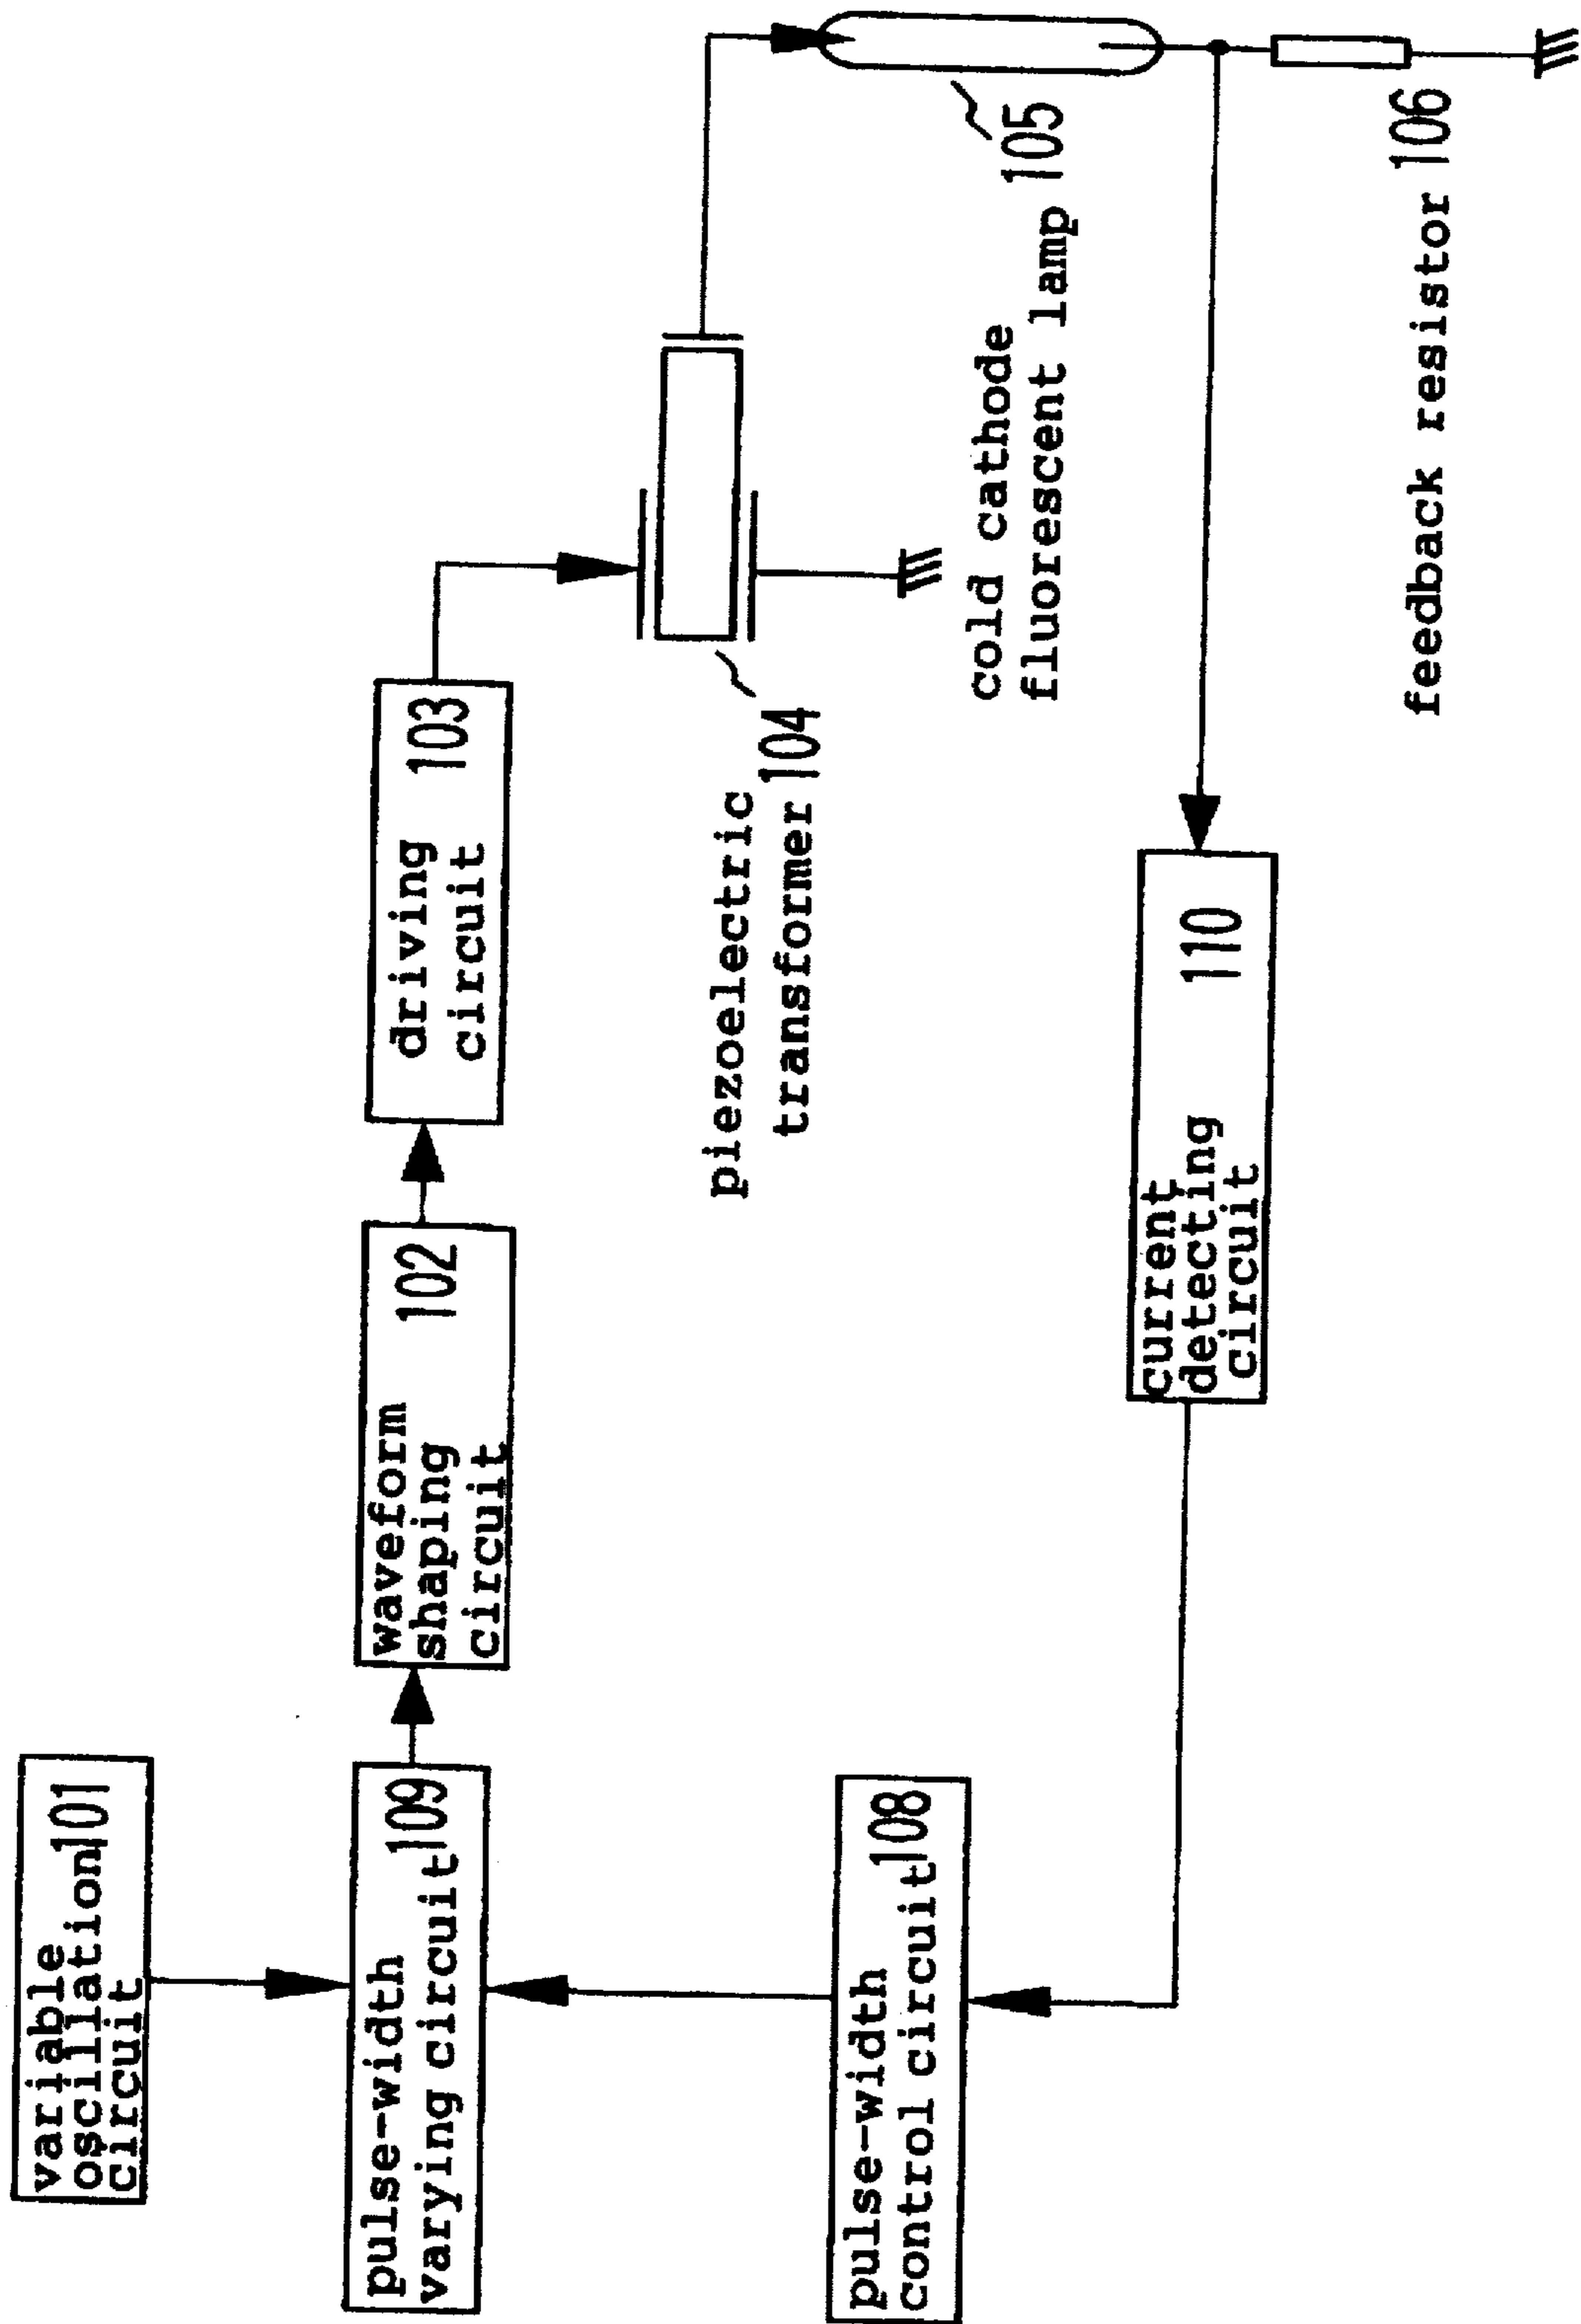 variable
oscillation 101
circuit
pulse-width 109
varying circuit
waveform 102
shaping
circuit
driving 103
circuit
piezoelectric
transformer 104
cold cathode
fluorescent lamp 105
pulse-width 108
control circuit
current 110
detecting
circuit
feedback resistor 106